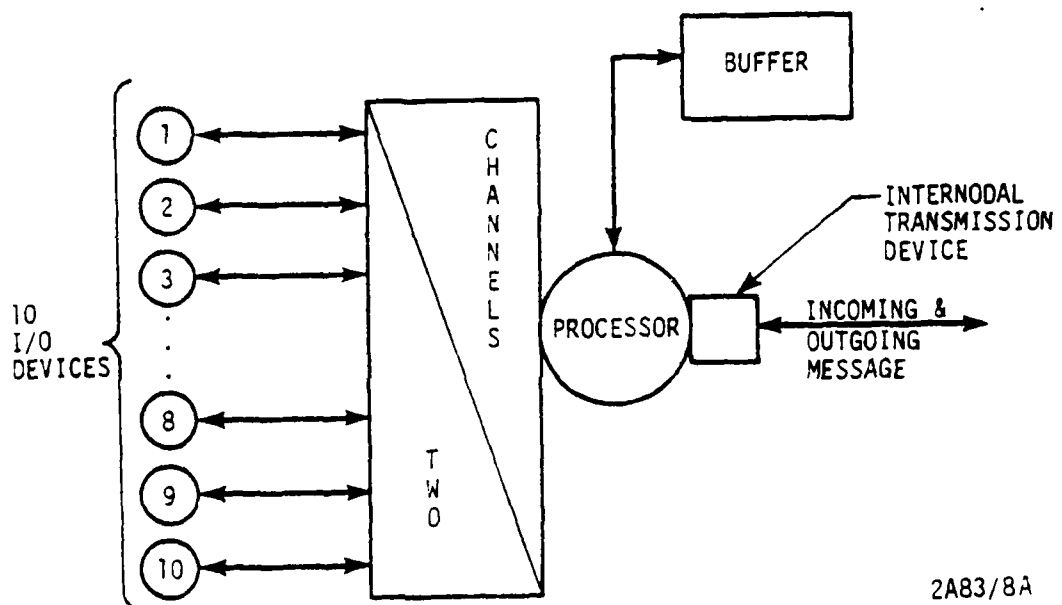 BUFFER
1
2
3
8
9
10
10
I/O
DEVICES
CHANNELS
TWO
PROCESSOR
INTERNODAL
TRANSMISSION
DEVICE
INCOMING &
OUTGOING
MESSAGE
2A83/8A